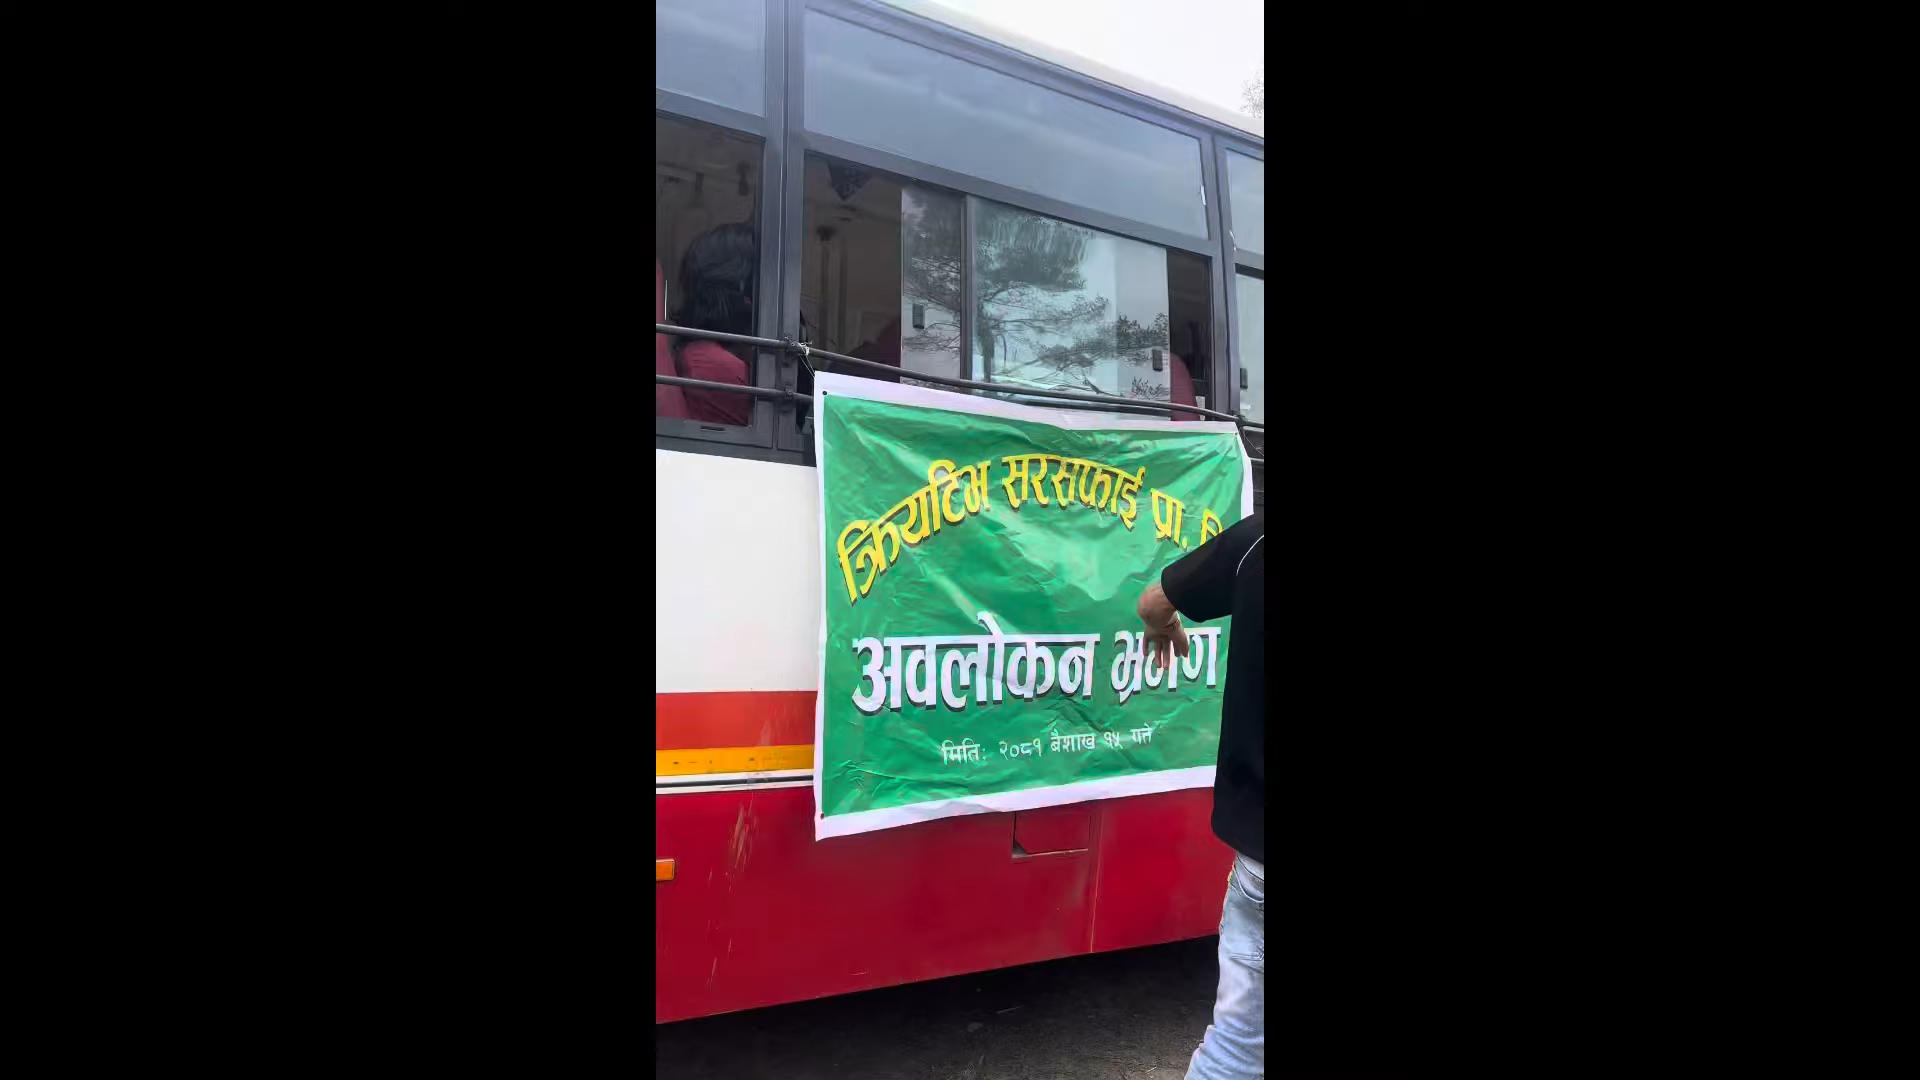 क्रियटिभ सरसफाई प्रा.
अवलोकन भ्रमण
मितिः २०८१ बैशाख १५ गते